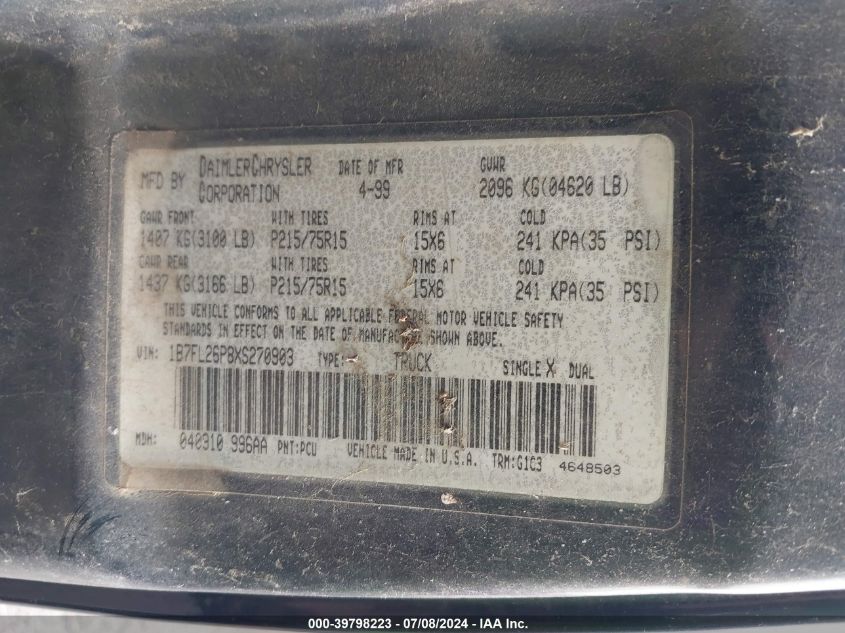 MFD BY DAIMLERCHRYSLER CORPORATION DATE OF MFR 4-99 GVWR 2096 KG(04620 LB)
GAWR FRONT WITH TIRES RIMS AT COLD
1407 KG(3100 LB) P215/75R15 15X6 241 KPA(35 PSI)
GAWR REAR WITH TIRES RIMS AT COLD
1437 KG(3166 LB) P215/75R15 15X6 241 KPA(35 PSI)
THIS VEHICLE CONFORMS TO ALL APPLICABLE FEDERAL MOTOR VEHICLE SAFETY
STANDARDS IN EFFECT ON THE DATE OF MANUFACTURE SHOWN ABOVE.
VIN: 1B7FL26P8XS270903 TYPE: TRUCK SINGLE X DUAL
MDH: 040910 996AA PNT:PCU VEHICLE MADE IN U.S.A. TRM:G1C3 4648503
000-39798223 - 07/08/2024 - IAA Inc.